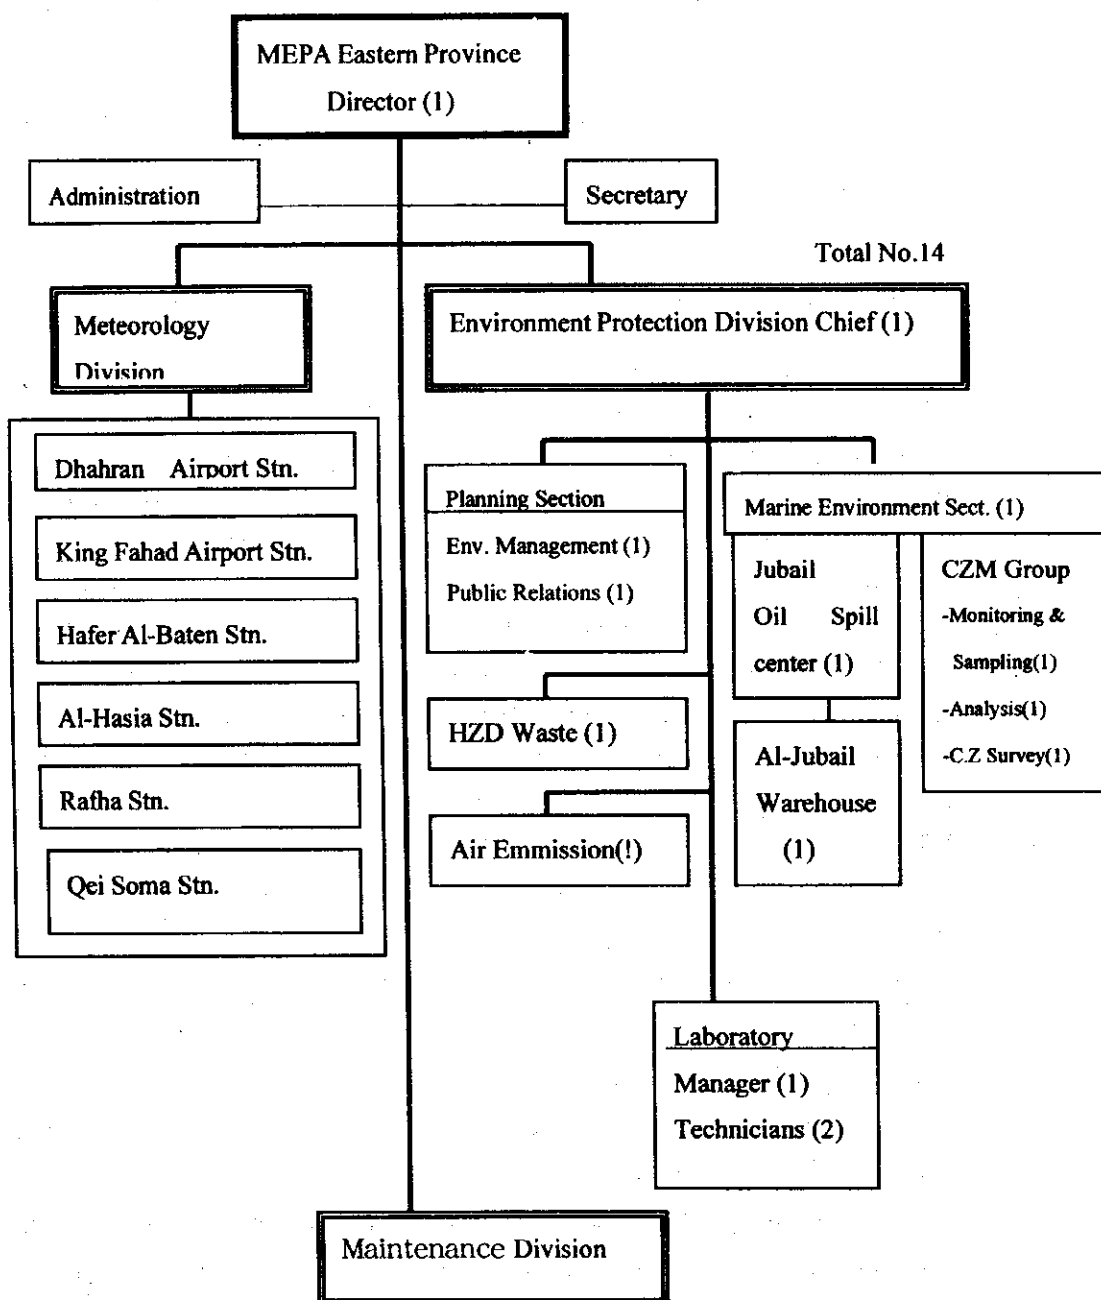 MEPA Eastern Province
Director (1)
Administration
Secretary
Total No.14
Meteorology
Division
Environment Protection Division Chief (1)
Dhahran Airport Stn.
King Fahad Airport Stn.
Hafer Al-Baten Stn.
Al-Hasia Stn.
Rafha Stn.
Qei Soma Stn.
Planning Section
Env. Management (1)
Public Relations (1)
HZD Waste (1)
Air Emmission(!)
Marine Environment Sect. (1)
Jubail
Oil Spill
center (1)
Al-Jubail
Warehouse
(1)
CZM Group
-Monitoring &
Sampling(1)
-Analysis(1)
-C.Z Survey(1)
Laboratory
Manager (1)
Technicians (2)
Maintenance Division